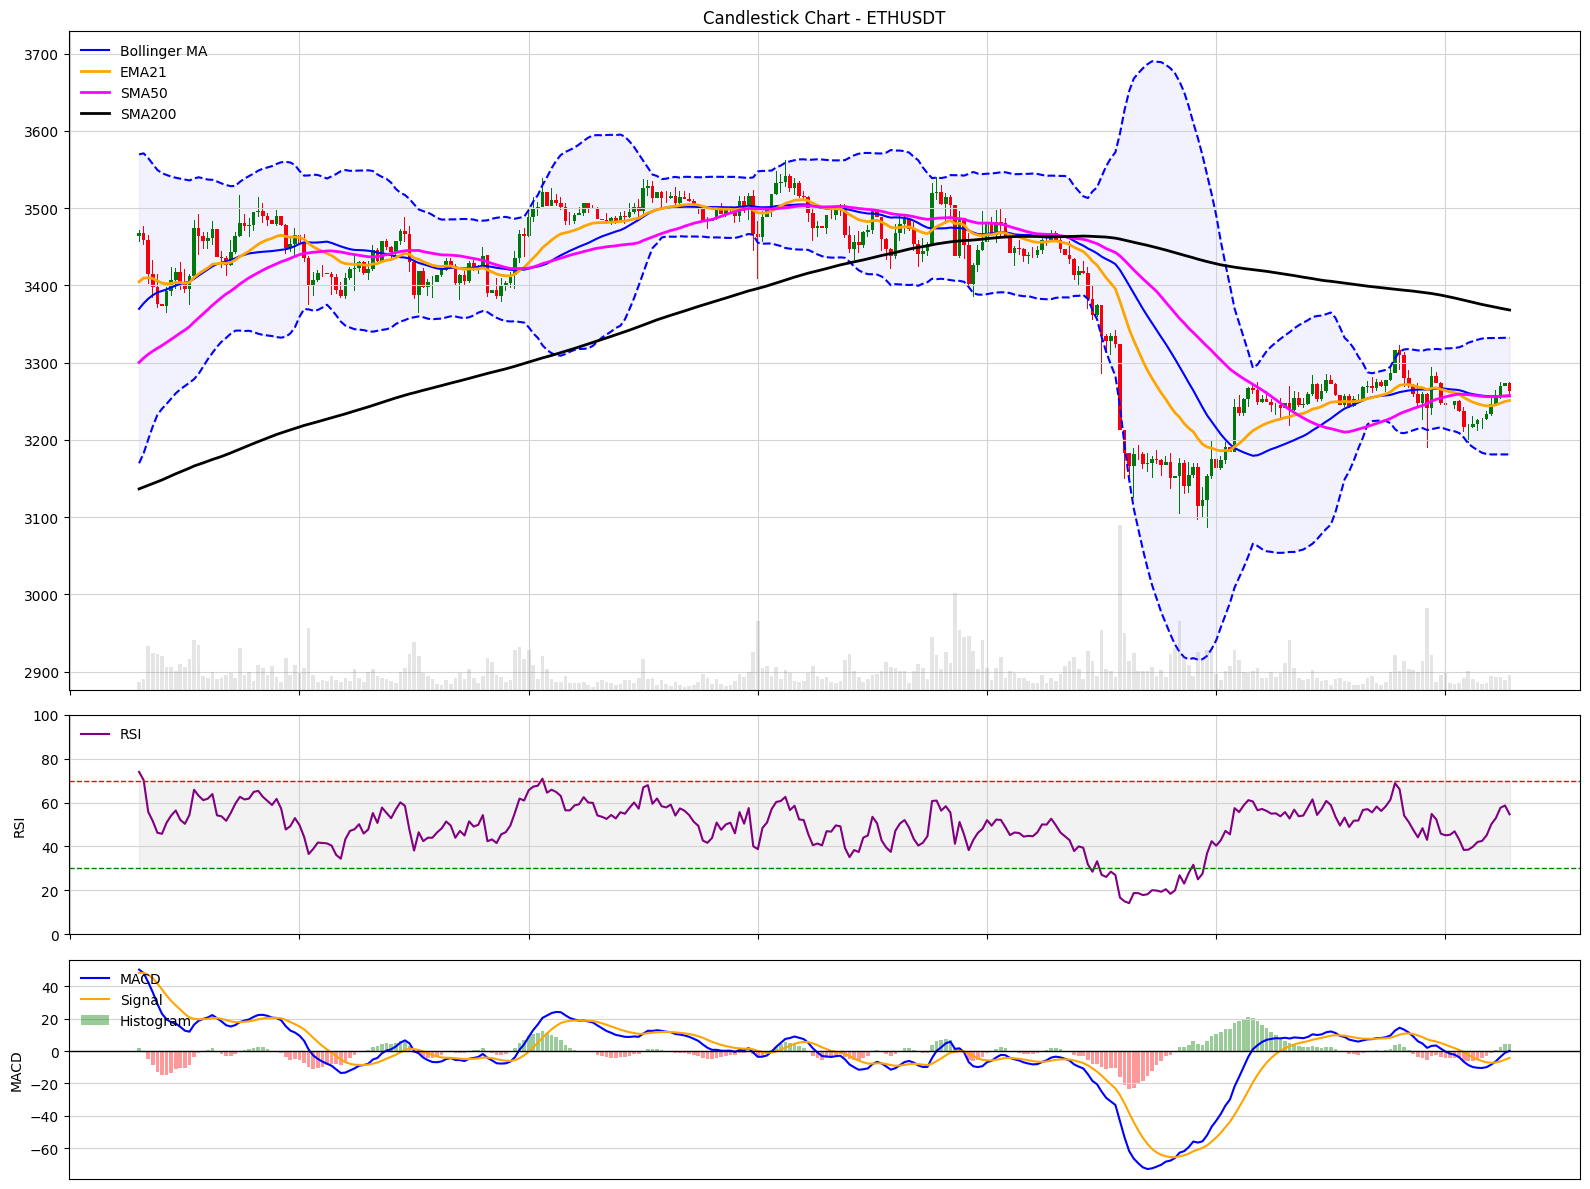 Candlestick Chart - ETHUSDT
Bollinger MA
EMA21
SMA50
SMA200
3700
3600
3500
3400
3300
3200
3100
3000
2900
RSI
RSI
100
80
60
40
20
0
MACD
Signal
Histogram
MACD
40
20
0
−20
−40
−60